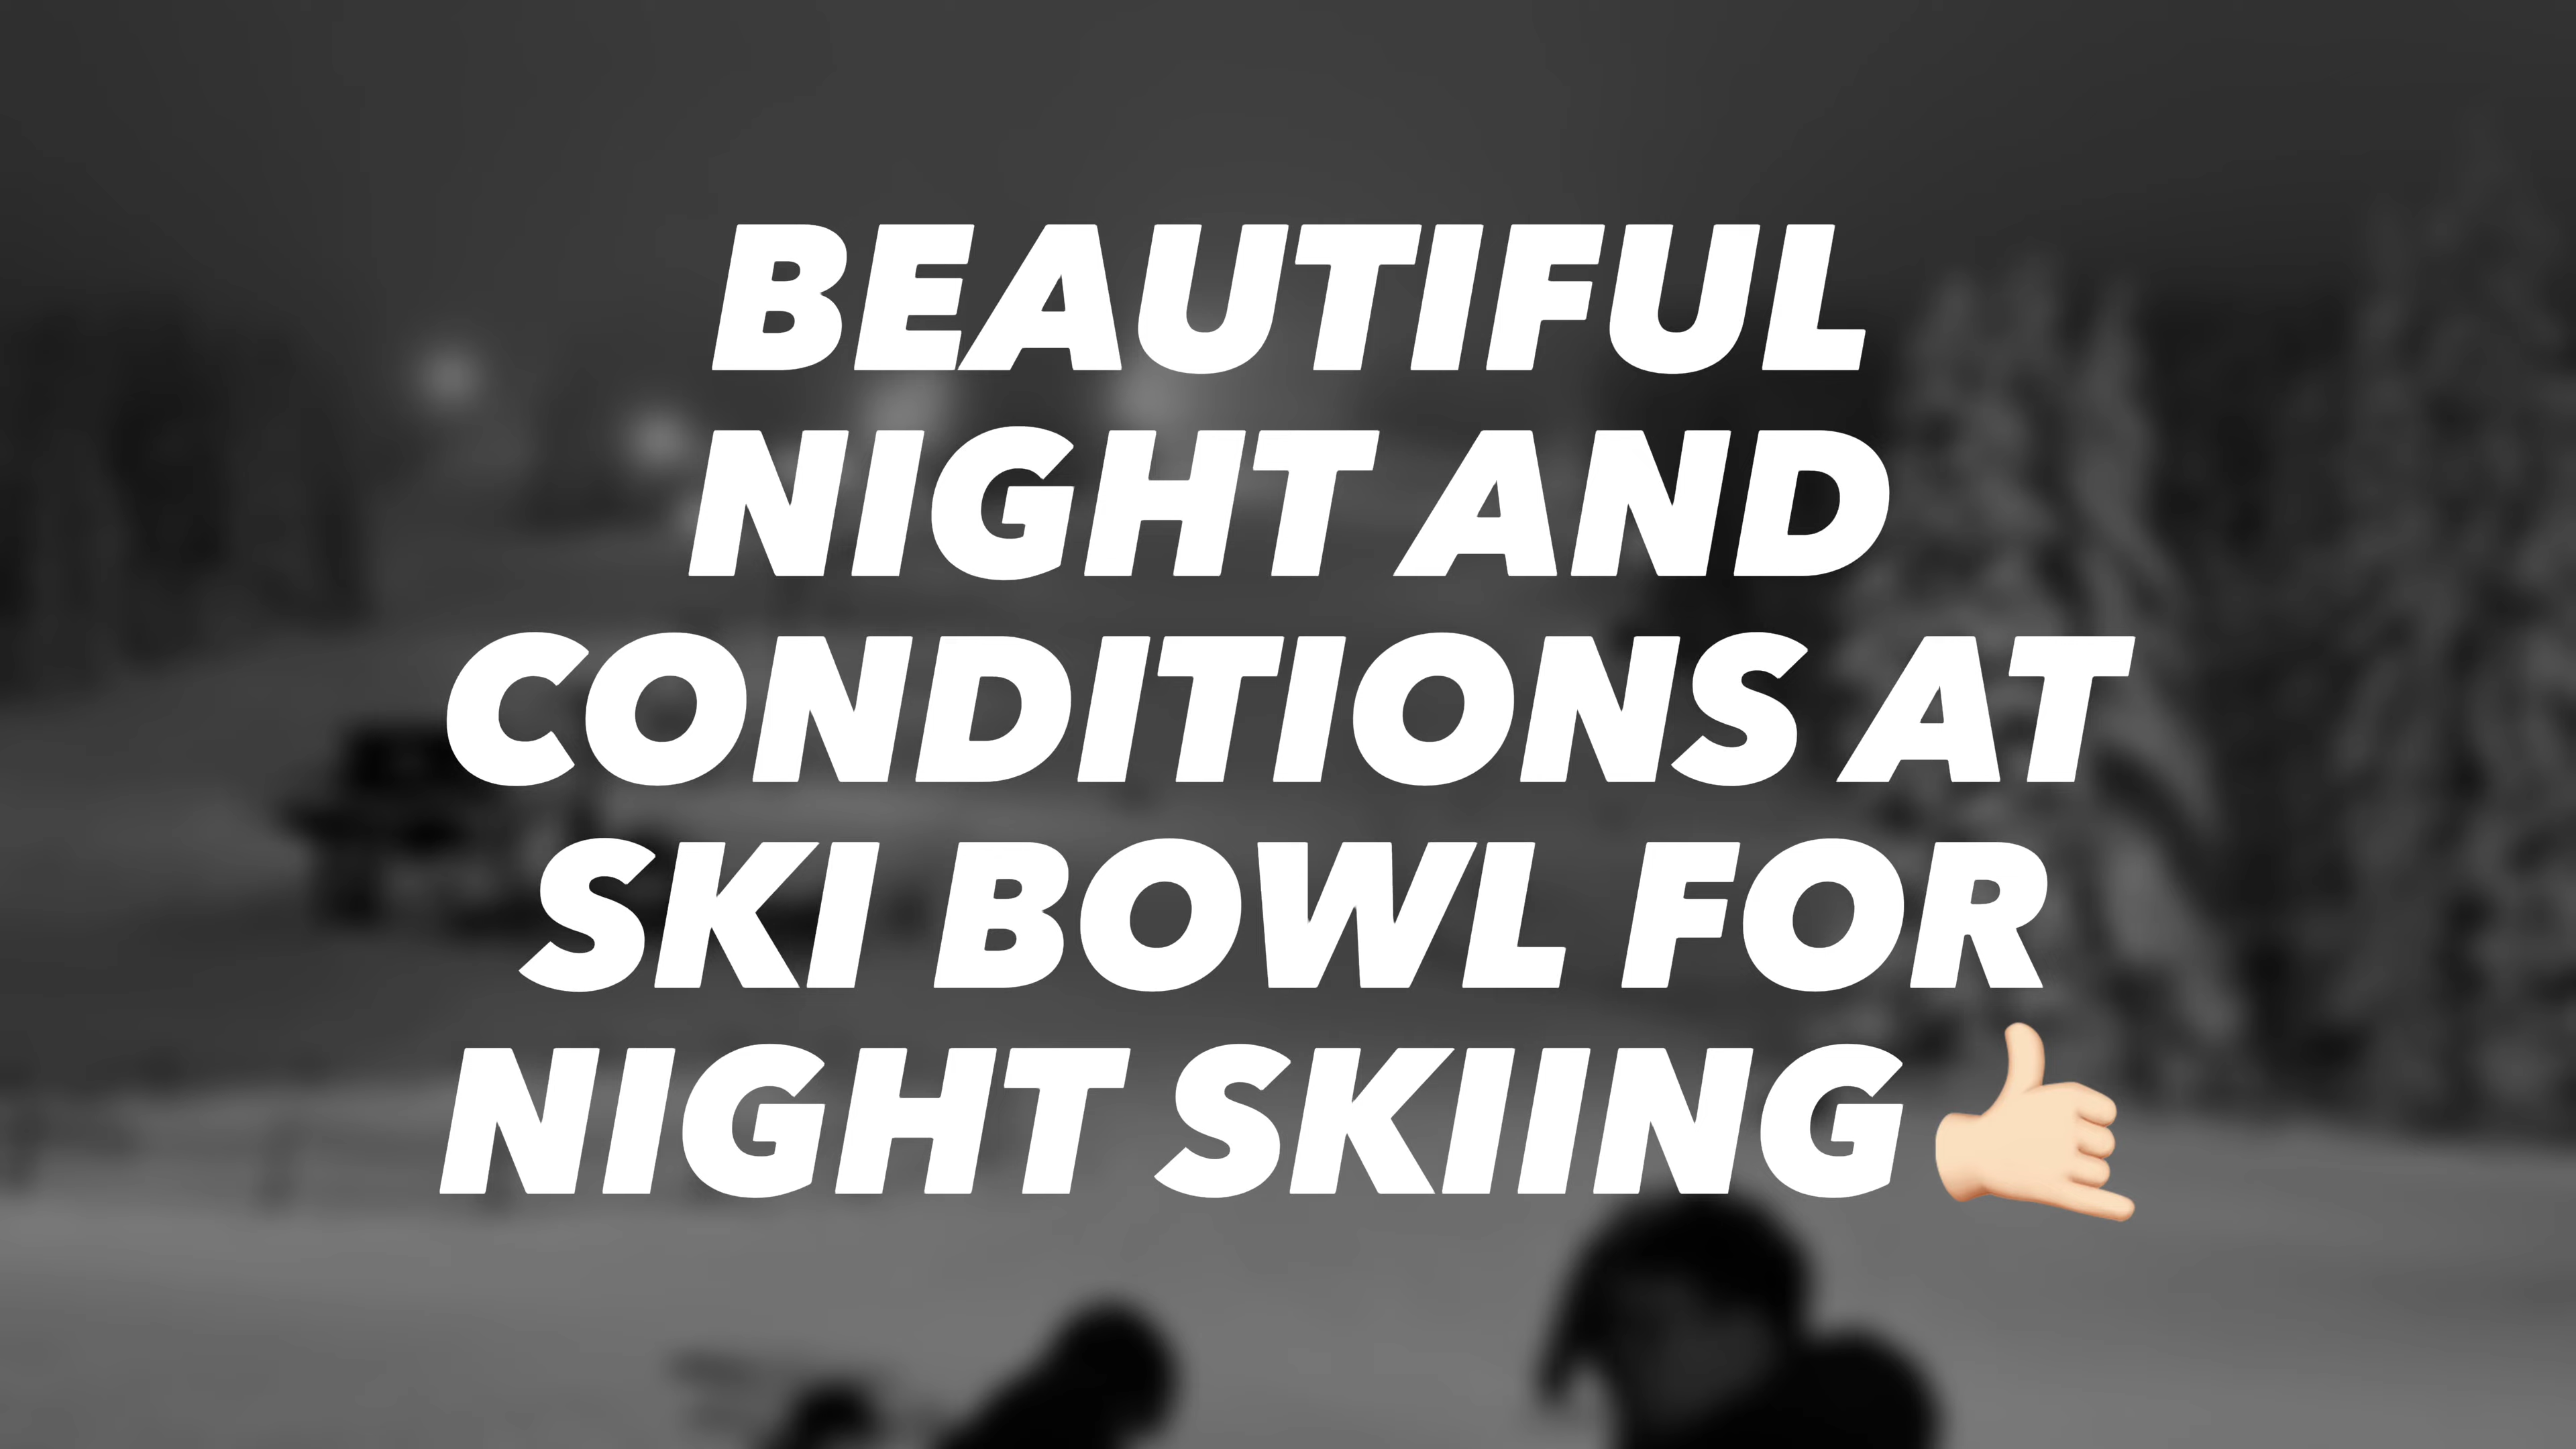 BEAUTIFUL
NIGHT AND
CONDITIONS AT
SKI BOWL FOR
NIGHT SKIING🤙🏻